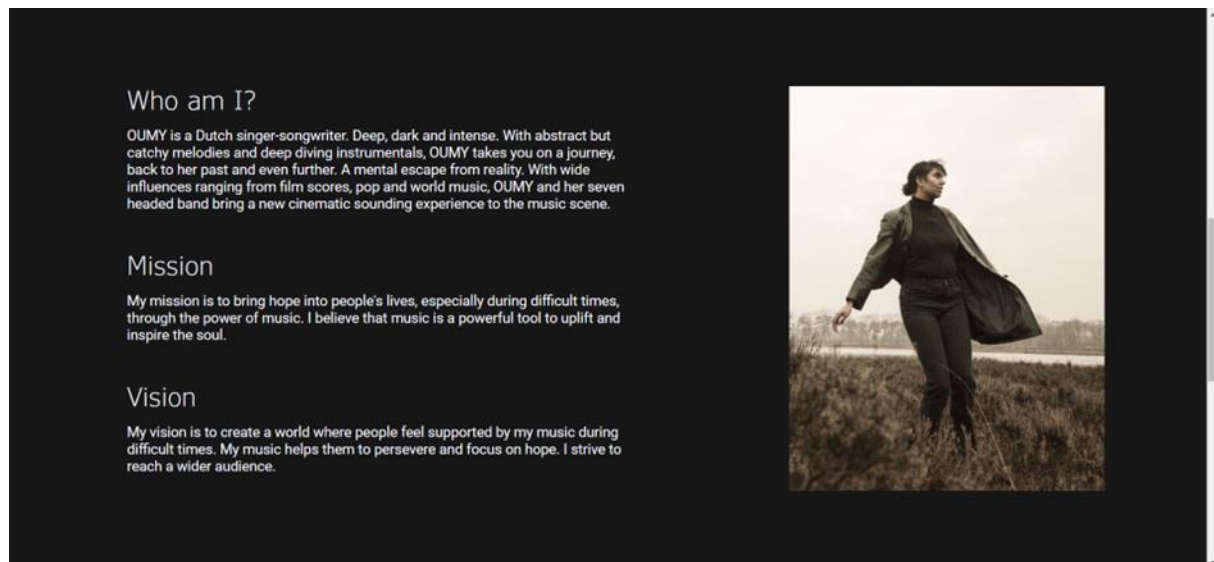 Who am I?
OUMY is a Dutch singer-songwriter. Deep, dark and intense. With abstract but
catchy melodies and deep diving instrumentals, OUMY takes you on a journey,
back to her past and even further. A mental escape from reality. With wide
influences ranging from film scores, pop and world music, OUMY and her seven
headed band bring a new cinematic sounding experience to the music scene.
Mission
My mission is to bring hope into people's lives, especially during difficult times,
through the power of music. I believe that music is a powerful tool to uplift and
inspire the soul.
Vision
My vision is to create a world where people feel supported by my music during
difficult times. My music helps them to persevere and focus on hope. I strive to
reach a wider audience.